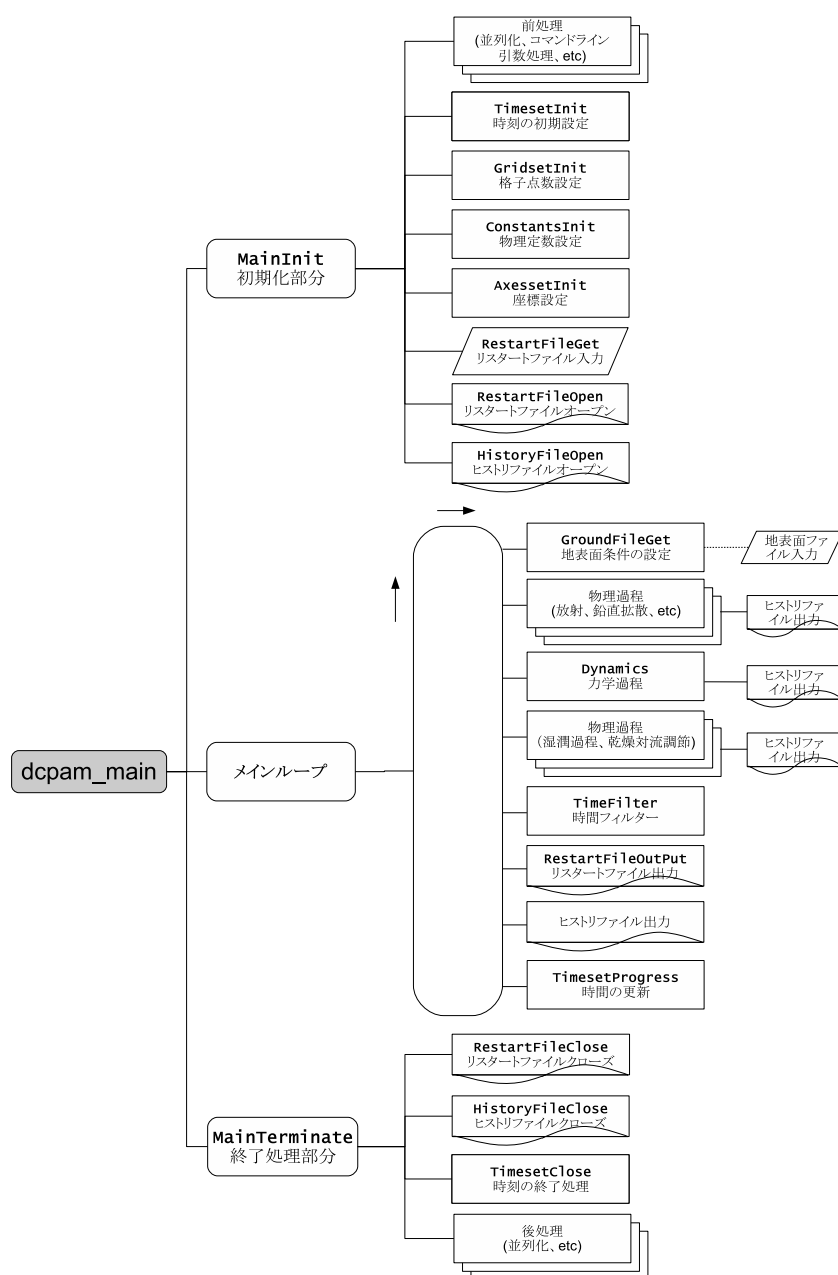 前処理
(並列化、コマンドライン
引数処理、etc)
TimesetInit
時刻の初期設定
GridsetInit
格子点数設定
ConstantsInit
物理定数設定
AxessetInit
座標設定
RestartFileGet
リスタートファイル入力
RestartFileOpen
リスタートファイルオープン
HistoryFileOpen
ヒストリファイルオープン
MainInit
初期化部分
GroundFileGet
地表面条件の設定
地表面ファ
イル入力
物理過程
(放射、鉛直拡散、etc)
ヒストリファ
イル出力
Dynamics
力学過程
ヒストリファ
イル出力
物理過程
(湿潤過程、乾燥対流調節)
ヒストリファ
イル出力
dcpam_main
メインループ
TimeFilter
時間フィルター
RestartFileOutPut
リスタートファイル出力
ヒストリファイル出力
TimesetProgress
時間の更新
MainTerminate
終了処理部分
RestartFileClose
リスタートファイルクローズ
HistoryFileClose
ヒストリファイルクローズ
TimesetClose
時刻の終了処理
後処理
(並列化、etc)